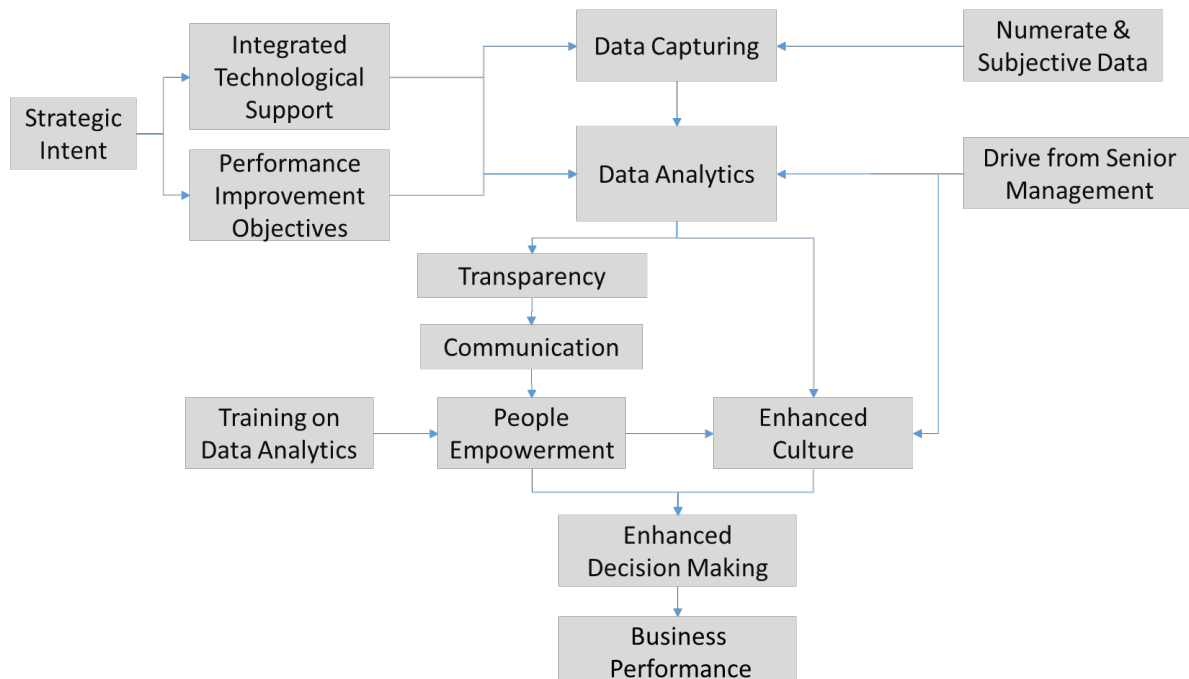 Integrated
Technological
Support
Data Capturing
Numerate &
Subjective Data
Strategic
Intent
Performance
Improvement
Objectives
Data Analytics
Drive from Senior
Management
Transparency
Communication
Training on
Data Analytics
People
Empowerment
Enhanced
Culture
Enhanced
Decision Making
Business
Performance